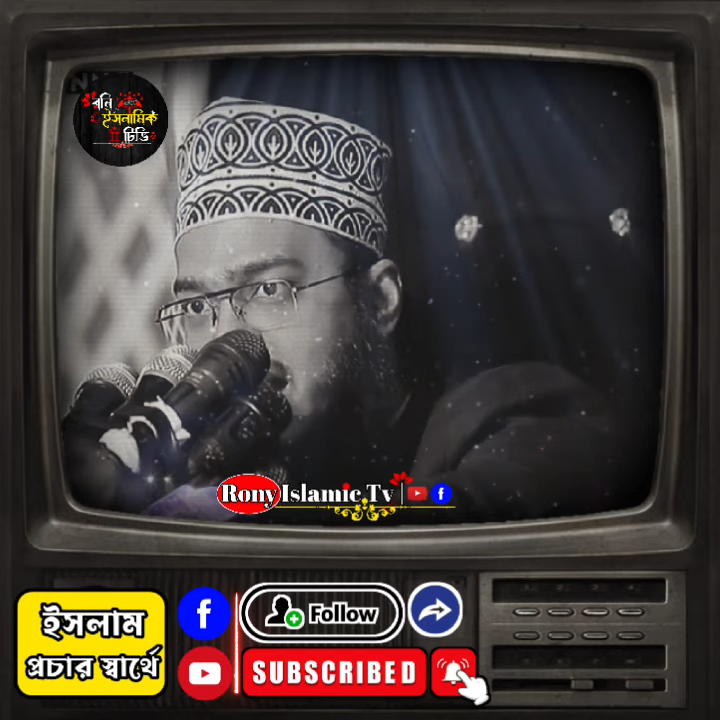 রনি
ইসলামিক
টিভি
Rony Islamic Tv
ইসলাম
প্রচার স্বার্থে
Follow
SUBSCRIBED